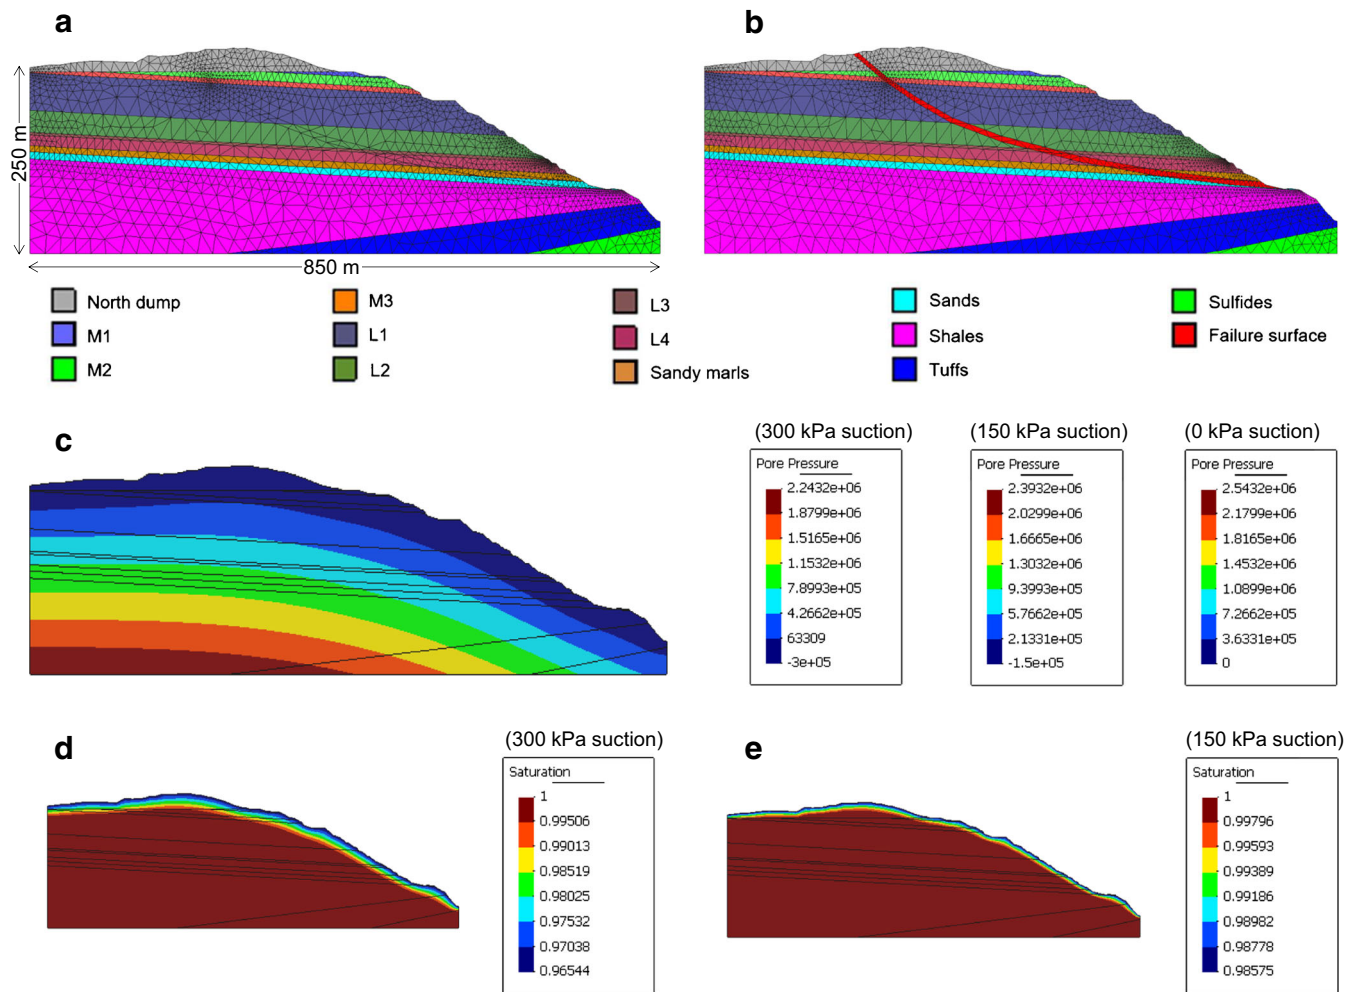 a
b
250 m
850 m
North dump
M1
M2
M3
L1
L2
L3
L4
Sandy marls
Sands
Shales
Tuffs
Sulfides
Failure surface
c
(300 kPa suction)
Pore Pressure
2.2432e+06
1.8799e+06
1.5165e+06
1.1532e+06
7.8993e+05
4.2662e+05
63309
-3e+05
(150 kPa suction)
Pore Pressure
2.3932e+06
2.0299e+06
1.6665e+06
1.3032e+06
9.3993e+05
5.7662e+05
2.1331e+05
-1.5e+05
(0 kPa suction)
Pore Pressure
2.5432e+06
2.1799e+06
1.8165e+06
1.4532e+06
1.0899e+06
7.2662e+05
3.6331e+05
0
d
(300 kPa suction)
Saturation
1
0.99506
0.99013
0.98519
0.98025
0.97532
0.97038
0.96544
e
(150 kPa suction)
Saturation
1
0.99796
0.99593
0.99389
0.99186
0.98982
0.98778
0.98575